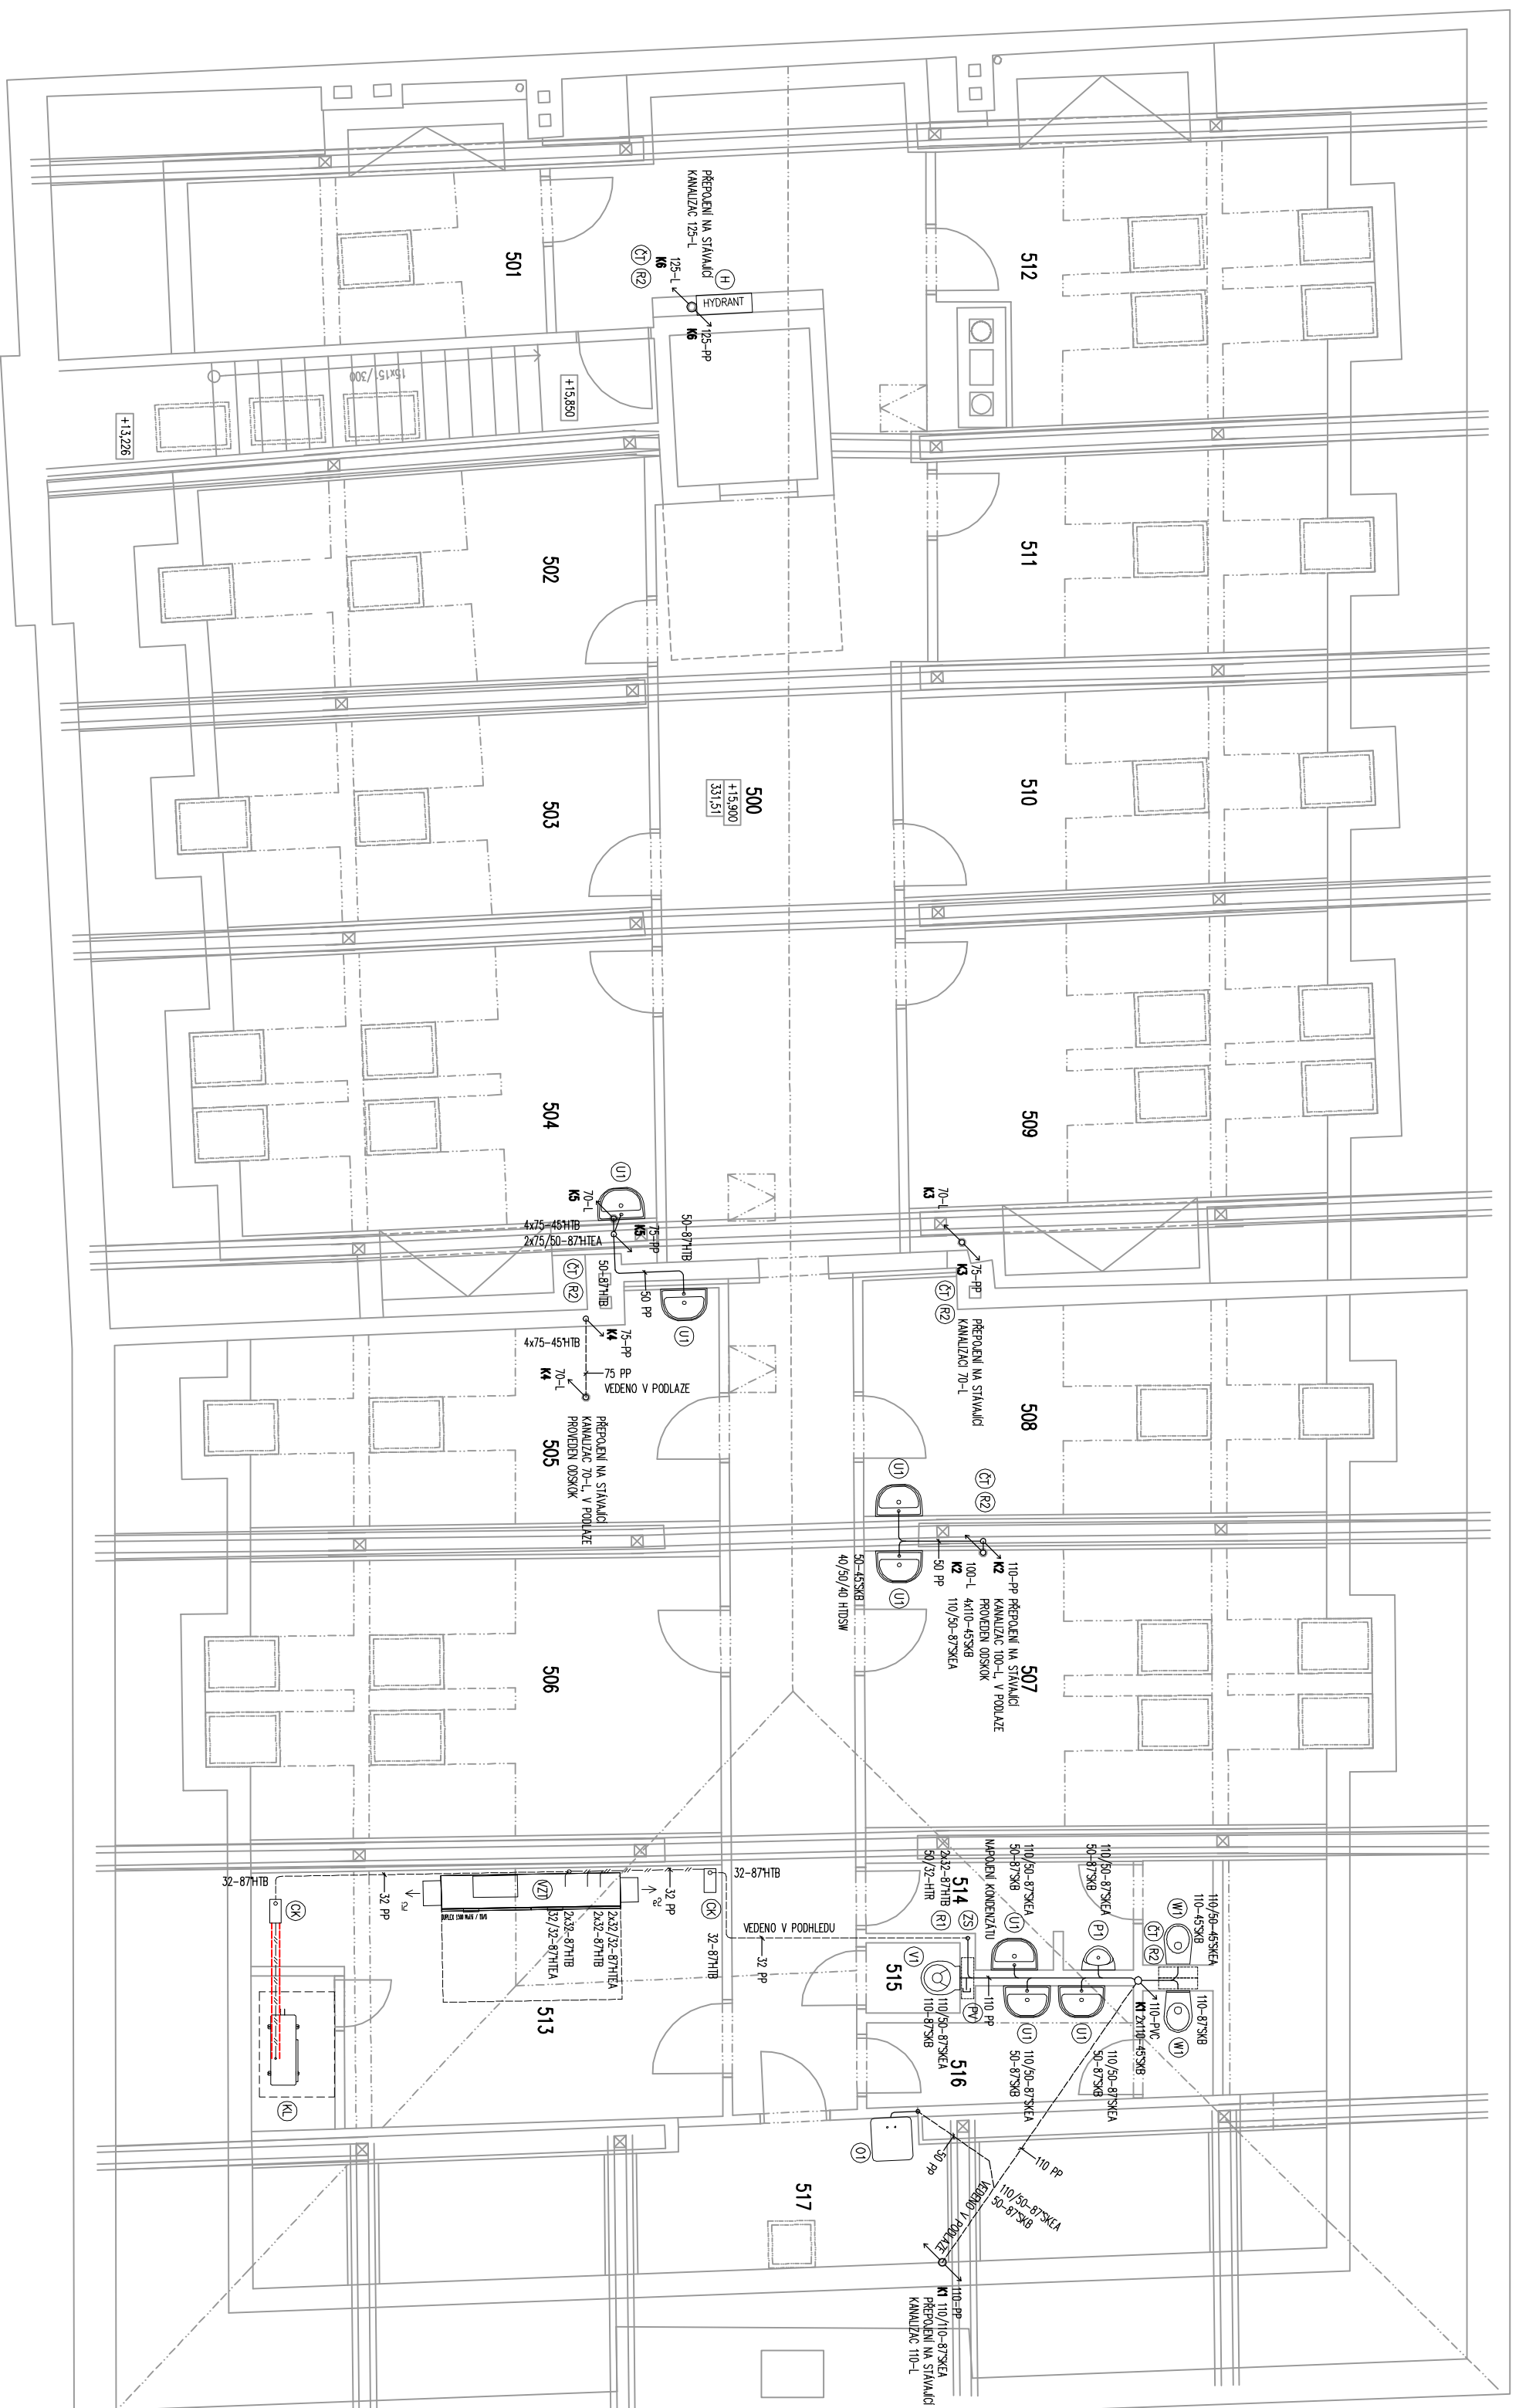 PŘEPOJENÍ NA STÁVAJÍCÍ
KANALIZAC 125-L
H
HYDRANT
125-L
K6
ČT
R2
125-PP
K6
512
501
15x151/300
+15,850
+13,226
511
502
510
503
500
+15,900
331,51
509
504
U1
70-L
K5
4x75-45°HTB
2x75/50-87°HTEA
75-PP
K5
50-87°HTB
ČT
R2
50-87°HTB
50 PP
U1
70-L
K3
75-PP
K3
ČT
R2
PŘEPOJENÍ NA STÁVAJÍCÍ
KANALIZACI 70-L
75-PP
K4
4x75-45°HTB
75 PP
VEDENO V PODLAZE
70-L
K4
PŘEPOJENÍ NA STÁVAJÍCÍ
KANALIZAC 70-L, V PODLAZE
PROVEDEN ODSKOK
508
505
U1
ČT
R2
U1
50 PP
50-45°SKB
40/50/40 HTDSW
110-PP
K2
PŘEPOJENÍ NA STÁVAJÍCÍ
KANALIZAC 100-L, V PODLAZE
PROVEDEN ODSKOK
100-L
K2
4x110-45°SKB
110/50-87°SKEA
507
506
NAPOJENÍ KONDENZÁTU
2x32-87°HTB
50/32-HTR
514
R1
ZS
110/50-87°SKEA
50-87°SKB
U1
110/50-87°SKEA
50-87°SKB
P1
W1
110/50-45°SKEA
110-45°SKB
ČT
R2
110-87°SKB
W1
110-PVC
K1
2x110-45°SKB
110 PP
PV
V1
515
110/50-87°SKEA
110-87°SKB
516
U1
U1
110/50-87°SKEA
50-87°SKB
110/50-87°SKEA
50-87°SKB
32-87°HTB
32 PP
CK
VZT
DUPLEX 1500 Multi / 15/0
32/32-87°HTEA
2x32-87°HTB
2x32-87°HTB
2x32/32-87°HTEA
32 PP
32-87°HTB
CK
32-87°HTB
VEDENO V PODHLEDU
32 PP
513
KL
O1
50 PP
110 PP
110/50-87°SKEA
50-87°SKB
VEDENO V PODLAZE
517
110-PP
K1
110/110-87°SKEA
PŘEPOJENÍ NA STÁVAJÍCÍ
KANALIZAC 110-L